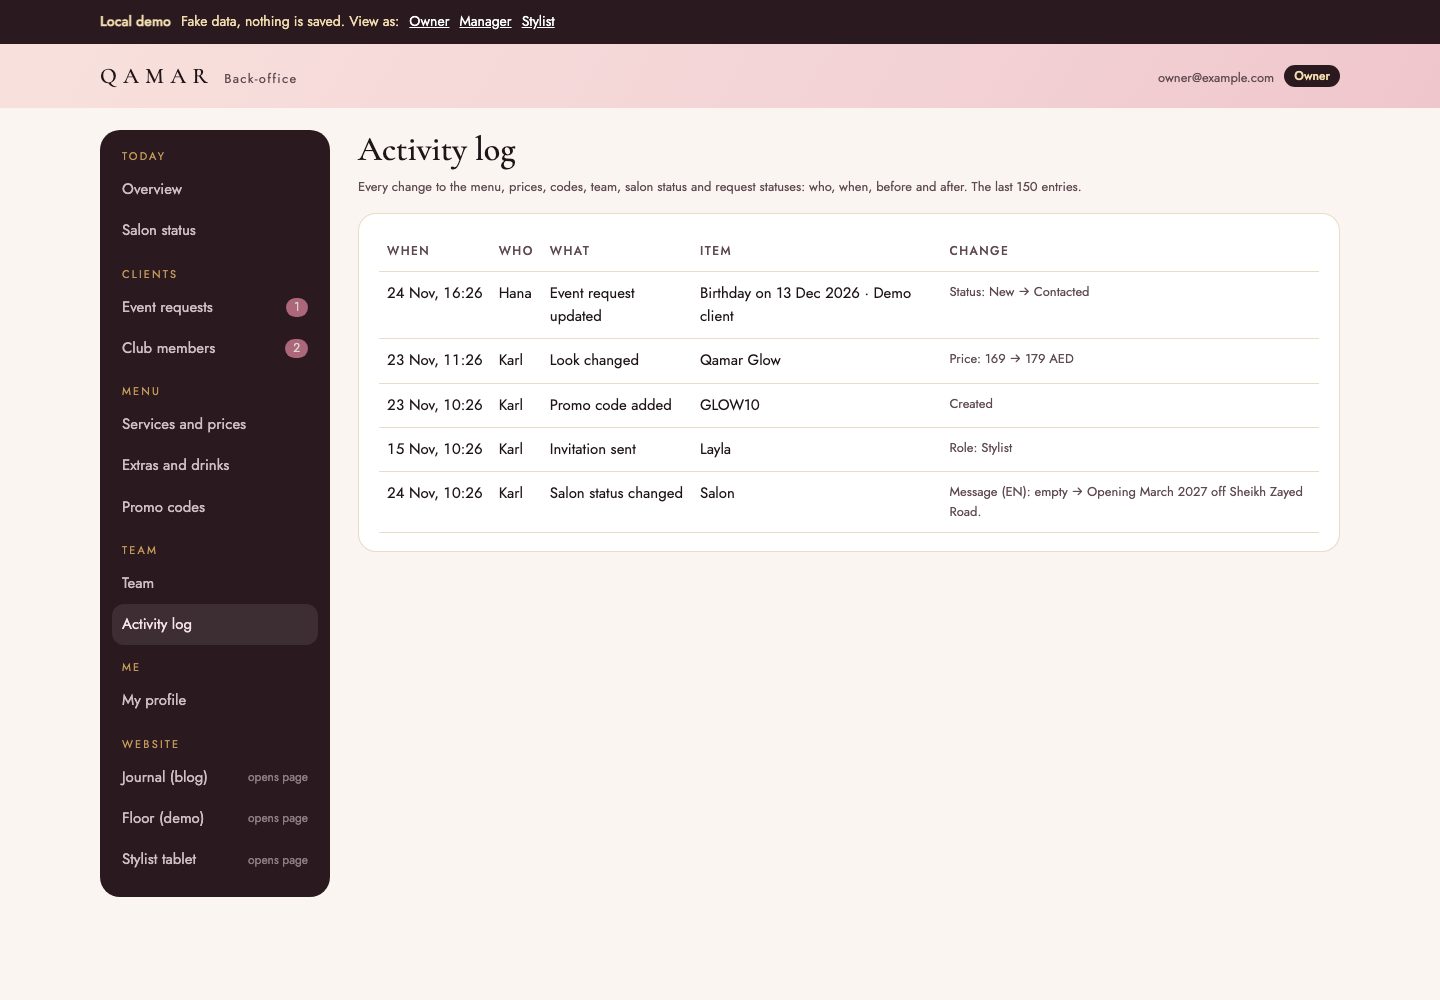 Local demo Fake data, nothing is saved. View as: Owner Manager Stylist
QAMAR Back-office
owner@example.com Owner
TODAY
Overview
Salon status
CLIENTS
Event requests 1
Club members 2
MENU
Services and prices
Extras and drinks
Promo codes
TEAM
Team
Activity log
ME
My profile
WEBSITE
Journal (blog) opens page
Floor (demo) opens page
Stylist tablet opens page
Activity log
Every change to the menu, prices, codes, team, salon status and request statuses: who, when, before and after. The last 150 entries.
WHEN WHO WHAT ITEM CHANGE
24 Nov, 16:26 Hana Event request Birthday on 13 Dec 2026 · Demo Status: New → Contacted
updated client
23 Nov, 11:26 Karl Look changed Qamar Glow Price: 169 → 179 AED
23 Nov, 10:26 Karl Promo code added GLOW10 Created
15 Nov, 10:26 Karl Invitation sent Layla Role: Stylist
24 Nov, 10:26 Karl Salon status changed Salon Message (EN): empty → Opening March 2027 off Sheikh Zayed
Road.